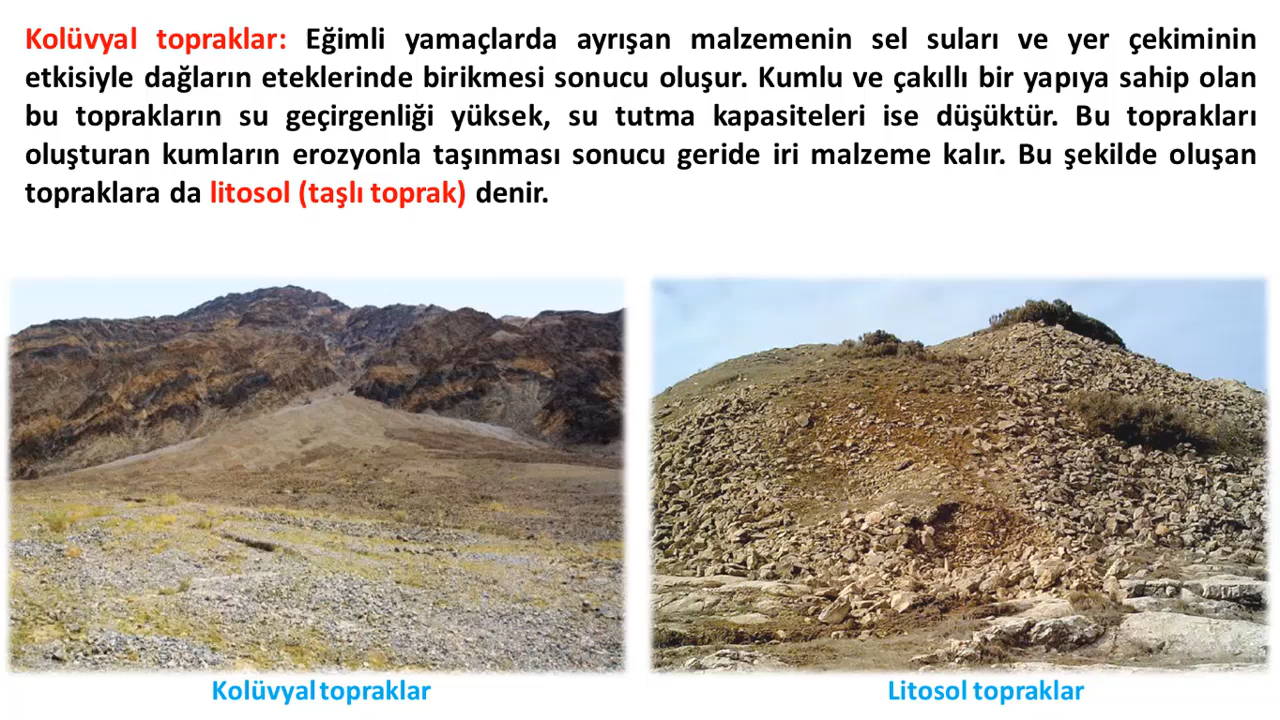 Kolüvyal topraklar: Eğimli yamaçlarda ayrışan malzemenin sel suları ve yer çekiminin
etkisiyle dağların eteklerinde birikmesi sonucu oluşur. Kumlu ve çakıllı bir yapıya sahip olan
bu toprakların su geçirgenliği yüksek, su tutma kapasiteleri ise düşüktür. Bu toprakları
oluşturan kumların erozyonla taşınması sonucu geride iri malzeme kalır. Bu şekilde oluşan
topraklara da litosol (taşlı toprak) denir.
Kolüvyal topraklar
Litosol topraklar